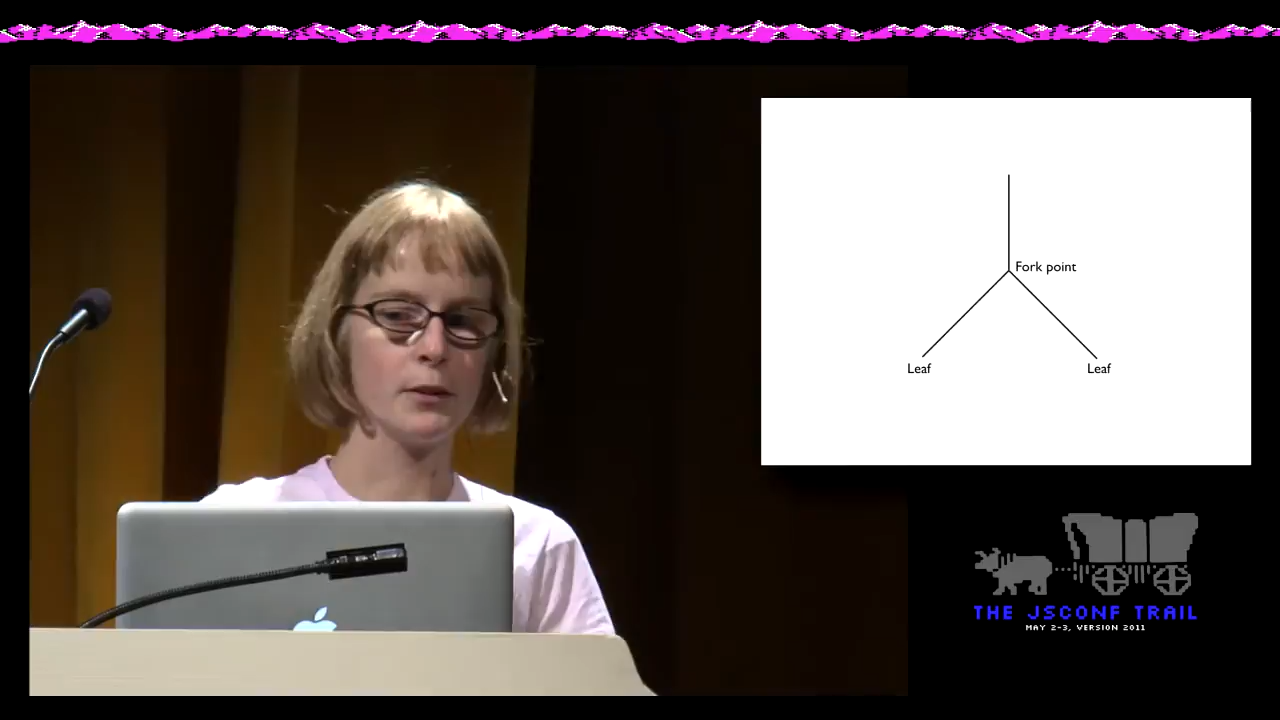 Fork point
Leaf
Leaf
THE JSCONF TRAIL
MAY 2-3, VERSION 2011